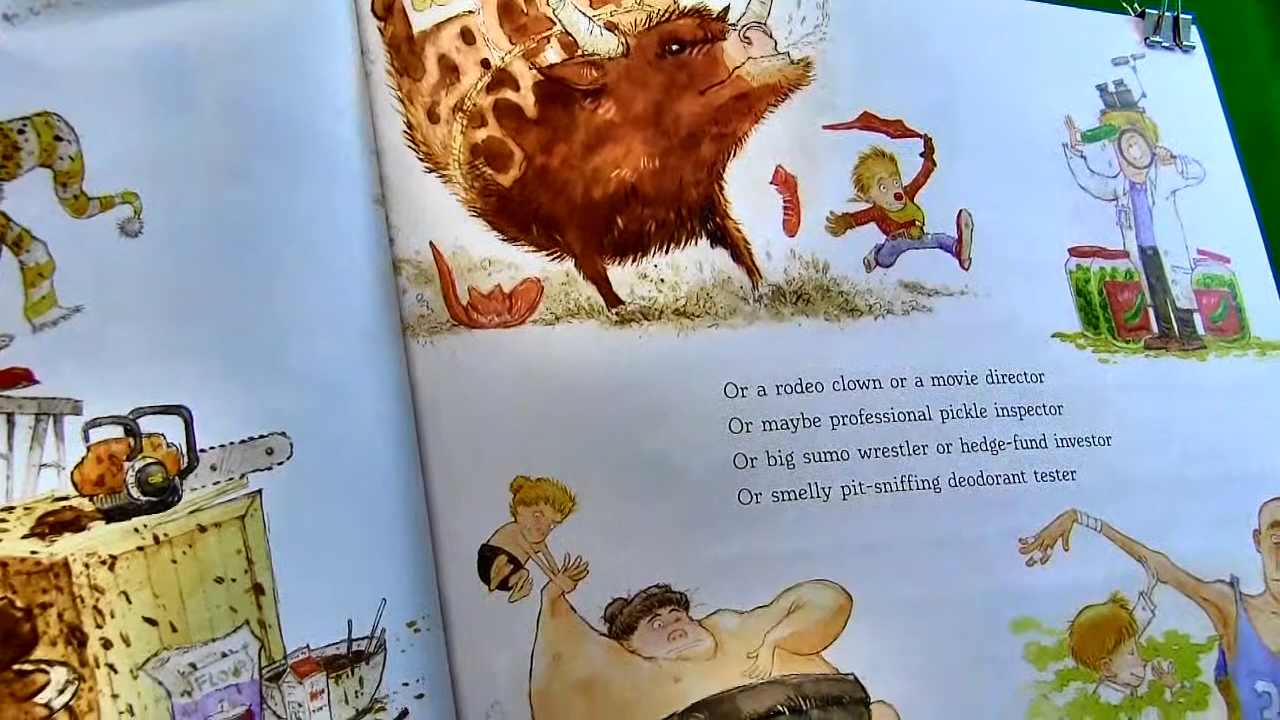 Or a rodeo clown or a movie director
Or maybe professional pickle inspector
Or big sumo wrestler or hedge-fund investor
Or smelly pit-sniffing deodorant tester
FLOUR